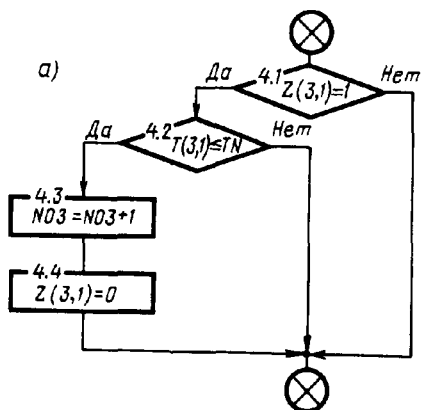 а)
Да
4.1
Нет
Z(3,1)=1
Да
4.2
Нет
T(3,1)≤TN
4.3
NO3=NO3+1
4.4
Z(3,1)=0